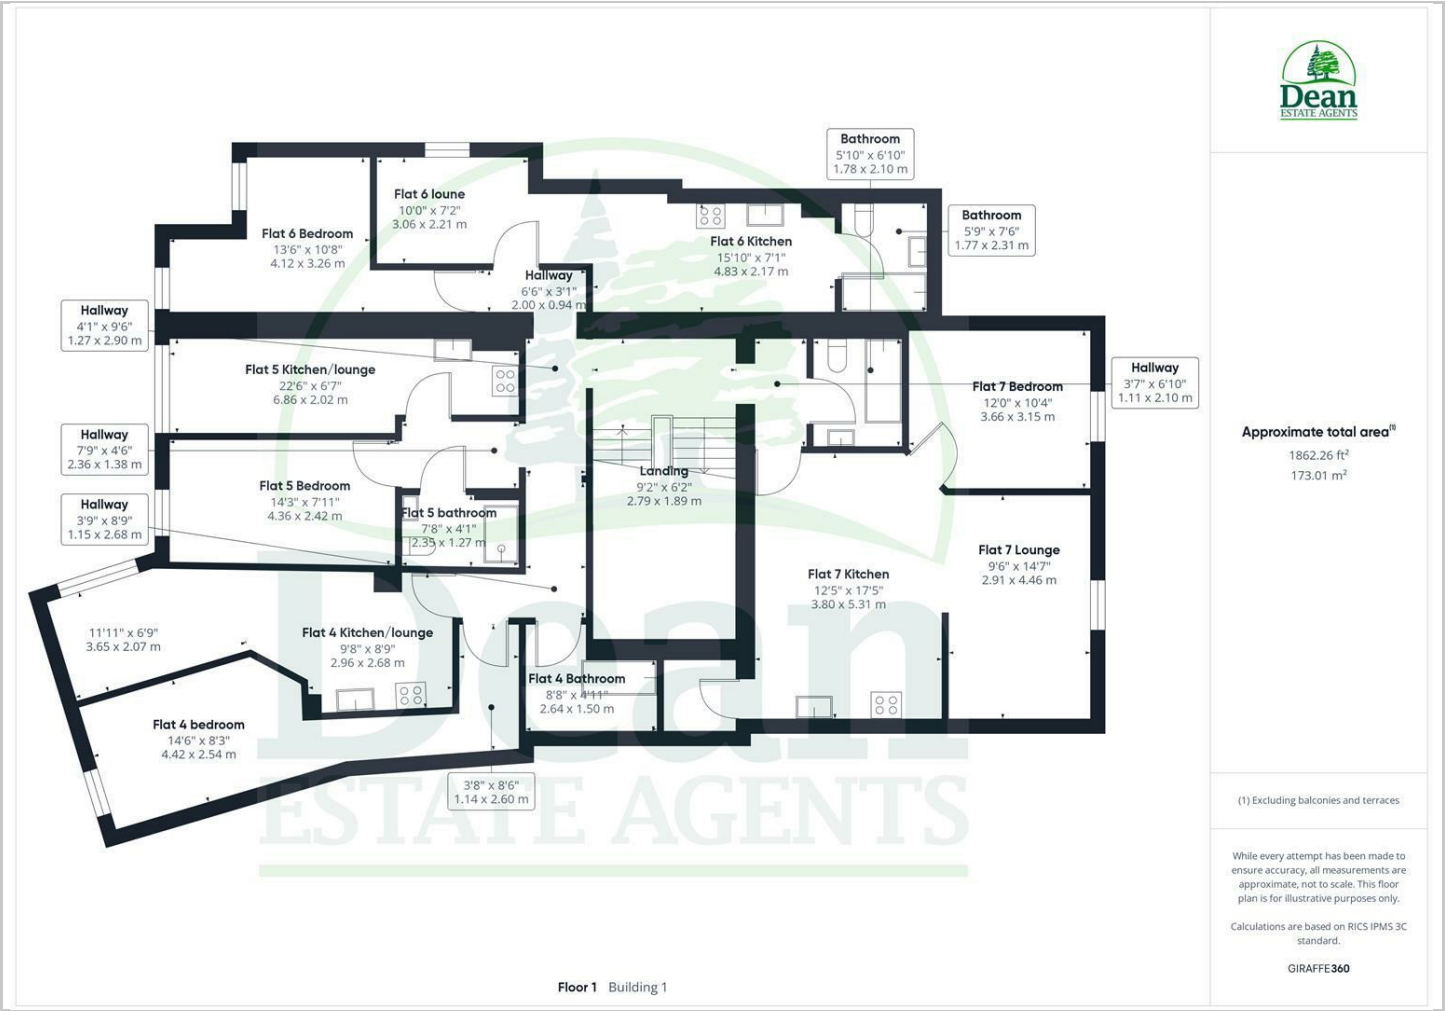 Dean
ESTATE AGENTS
Bathroom
5'10" x 6'10"
1.78 x 2.10 m
Bathroom
5'9" x 7'6"
1.77 x 2.31 m
Flat 6 loune
10'0" x 7'2"
3.06 x 2.21 m
Flat 6 Bedroom
13'6" x 10'8"
4.12 x 3.26 m
Flat 6 Kitchen
15'10" x 7'1"
4.83 x 2.17 m
Hallway
6'6" x 3'1"
2.00 x 0.94 m
Hallway
4'1" x 9'6"
1.27 x 2.90 m
Flat 5 Kitchen/lounge
22'6" x 6'7"
6.86 x 2.02 m
Hallway
3'7" x 6'10"
1.11 x 2.10 m
Flat 7 Bedroom
12'0" x 10'4"
3.66 x 3.15 m
Hallway
7'9" x 4'6"
2.36 x 1.38 m
Landing
9'2" x 6'2"
2.79 x 1.89 m
Flat 5 Bedroom
14'3" x 7'11"
4.36 x 2.42 m
Hallway
3'9" x 8'9"
1.15 x 2.68 m
Flat 5 bathroom
7'8" x 4'1"
2.35 x 1.27 m
Flat 7 Lounge
9'6" x 14'7"
2.91 x 4.46 m
Flat 7 Kitchen
12'5" x 17'5"
3.80 x 5.31 m
11'11" x 6'9"
3.65 x 2.07 m
Flat 4 Kitchen/lounge
9'8" x 8'9"
2.96 x 2.68 m
Flat 4 Bathroom
8'8" x 4'11"
2.64 x 1.50 m
Flat 4 bedroom
14'6" x 8'3"
4.42 x 2.54 m
3'8" x 8'6"
1.14 x 2.60 m
Dean
ESTATE AGENTS
Floor 1 Building 1
Approximate total area(1)
1862.26 ft²
173.01 m²
(1) Excluding balconies and terraces
While every attempt has been made to
ensure accuracy, all measurements are
approximate, not to scale. This floor
plan is for illustrative purposes only.
Calculations are based on RICS IPMS 3C
standard.
GIRAFFE360